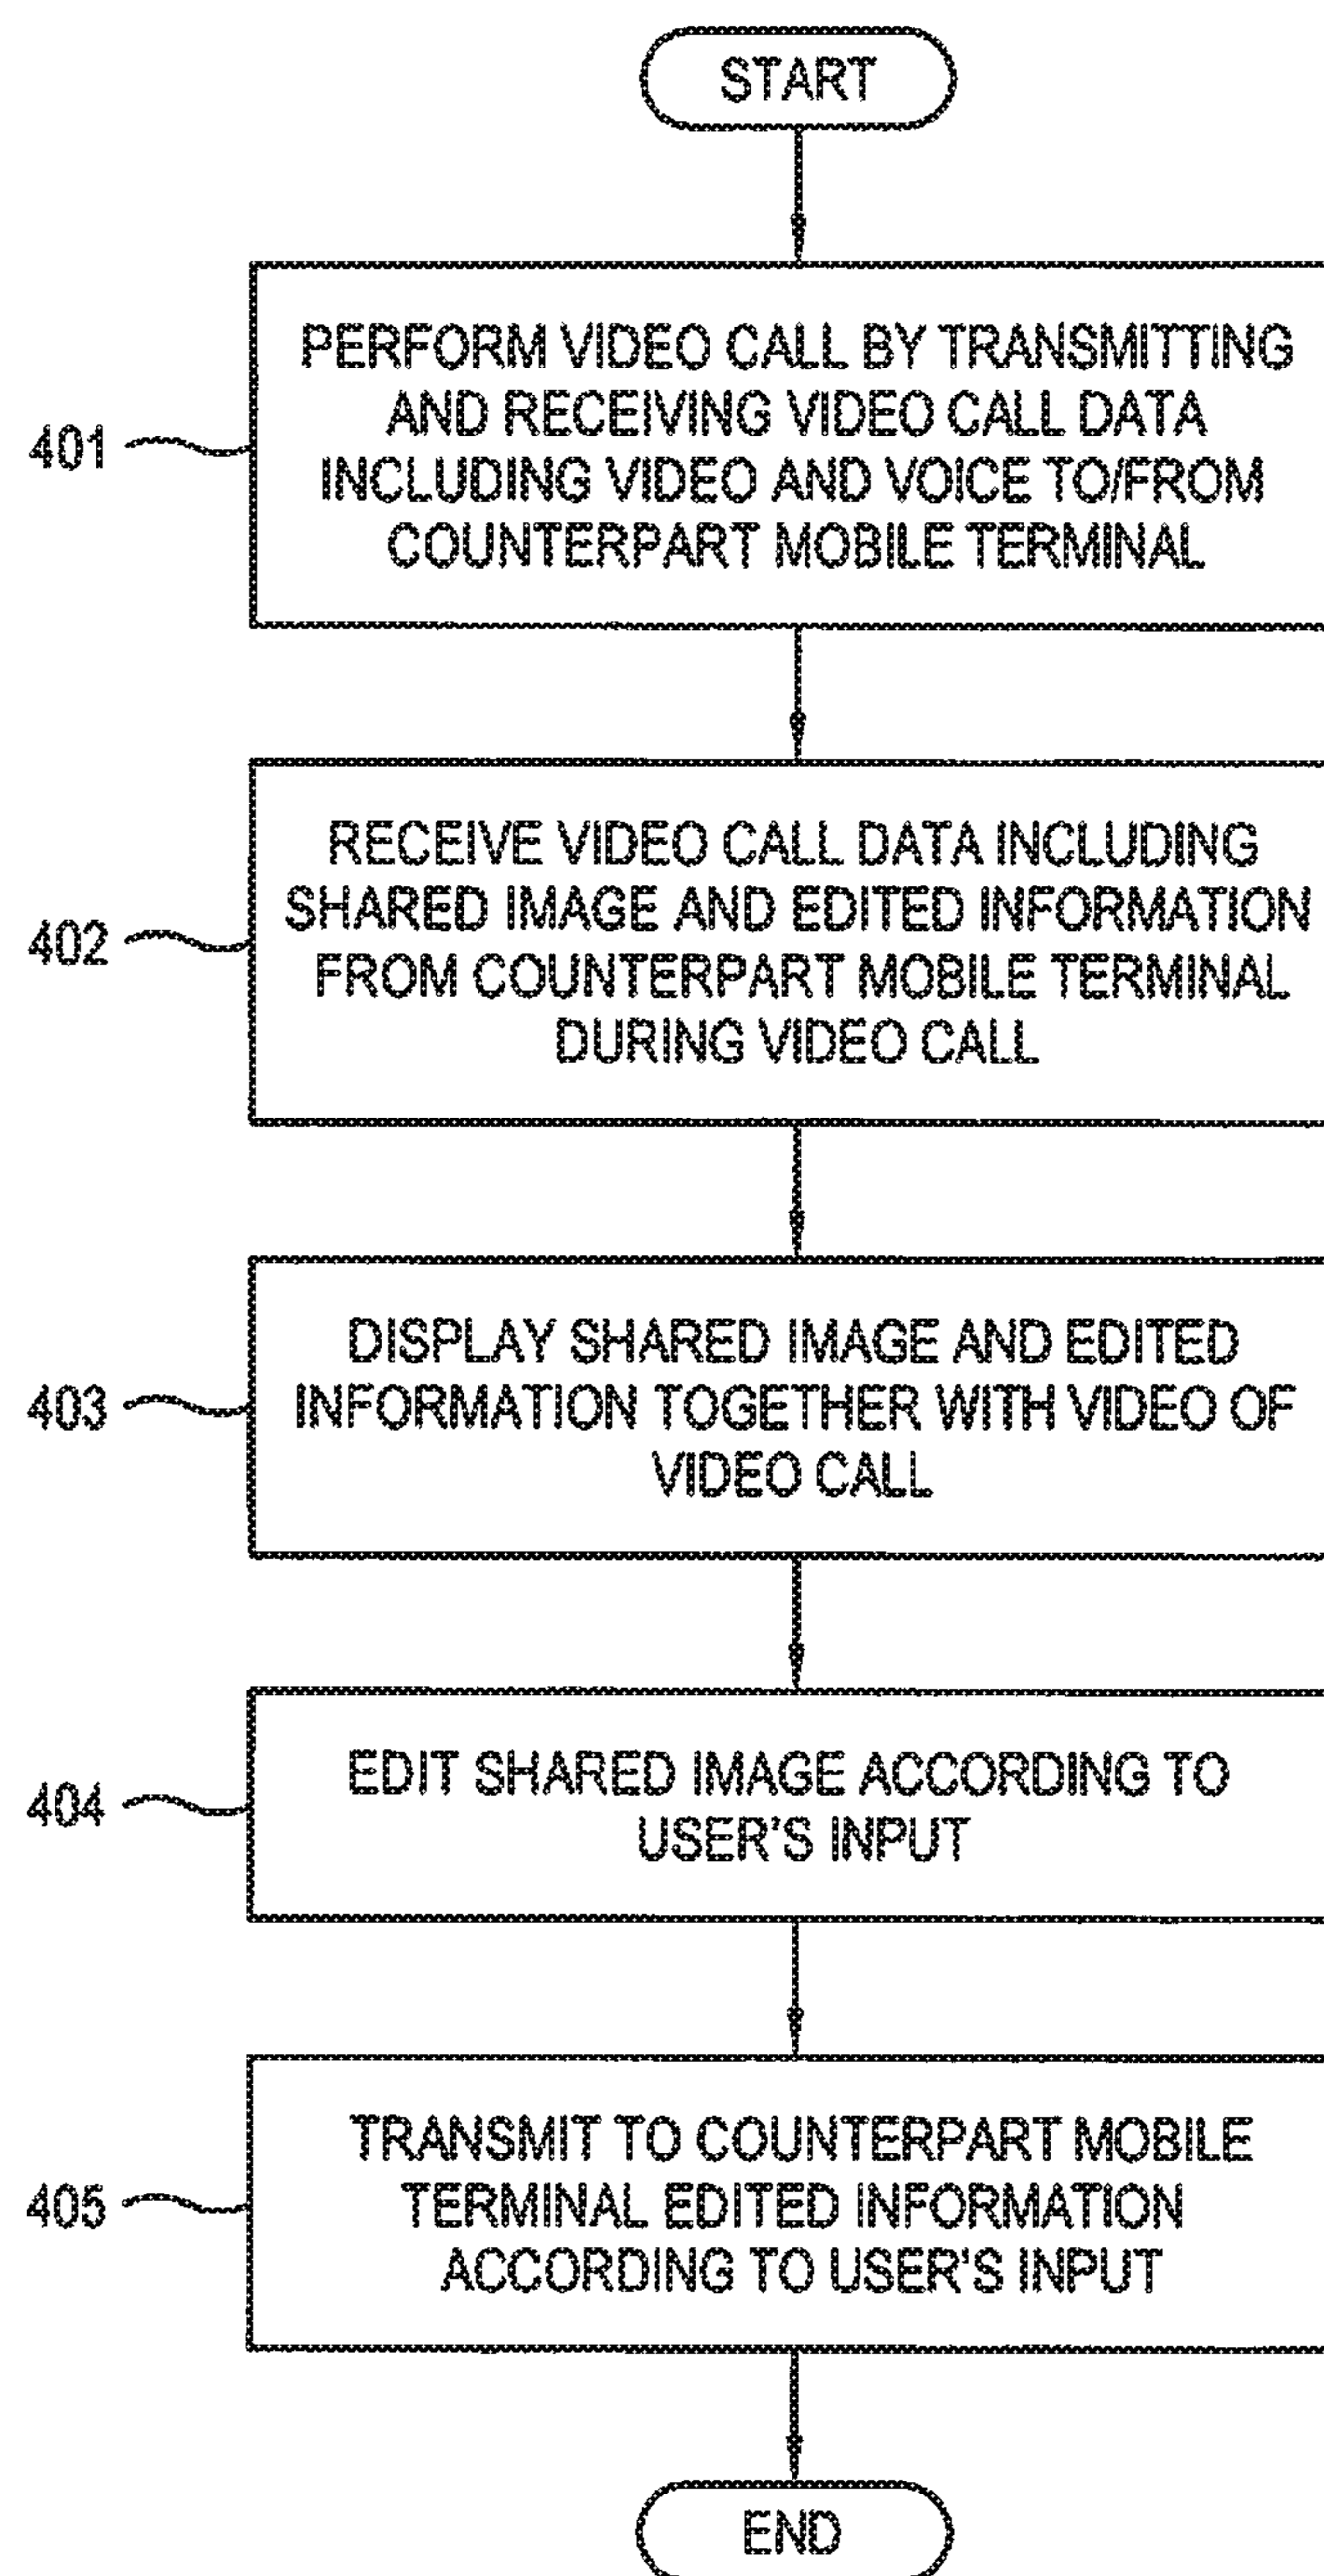 START
401
PERFORM VIDEO CALL BY TRANSMITTING
AND RECEIVING VIDEO CALL DATA
INCLUDING VIDEO AND VOICE TO/FROM
COUNTERPART MOBILE TERMINAL
402
RECEIVE VIDEO CALL DATA INCLUDING
SHARED IMAGE AND EDITED INFORMATION
FROM COUNTERPART MOBILE TERMINAL
DURING VIDEO CALL
403
DISPLAY SHARED IMAGE AND EDITED
INFORMATION TOGETHER WITH VIDEO OF
VIDEO CALL
404
EDIT SHARED IMAGE ACCORDING TO
USER'S INPUT
405
TRANSMIT TO COUNTERPART MOBILE
TERMINAL EDITED INFORMATION
ACCORDING TO USER'S INPUT
END